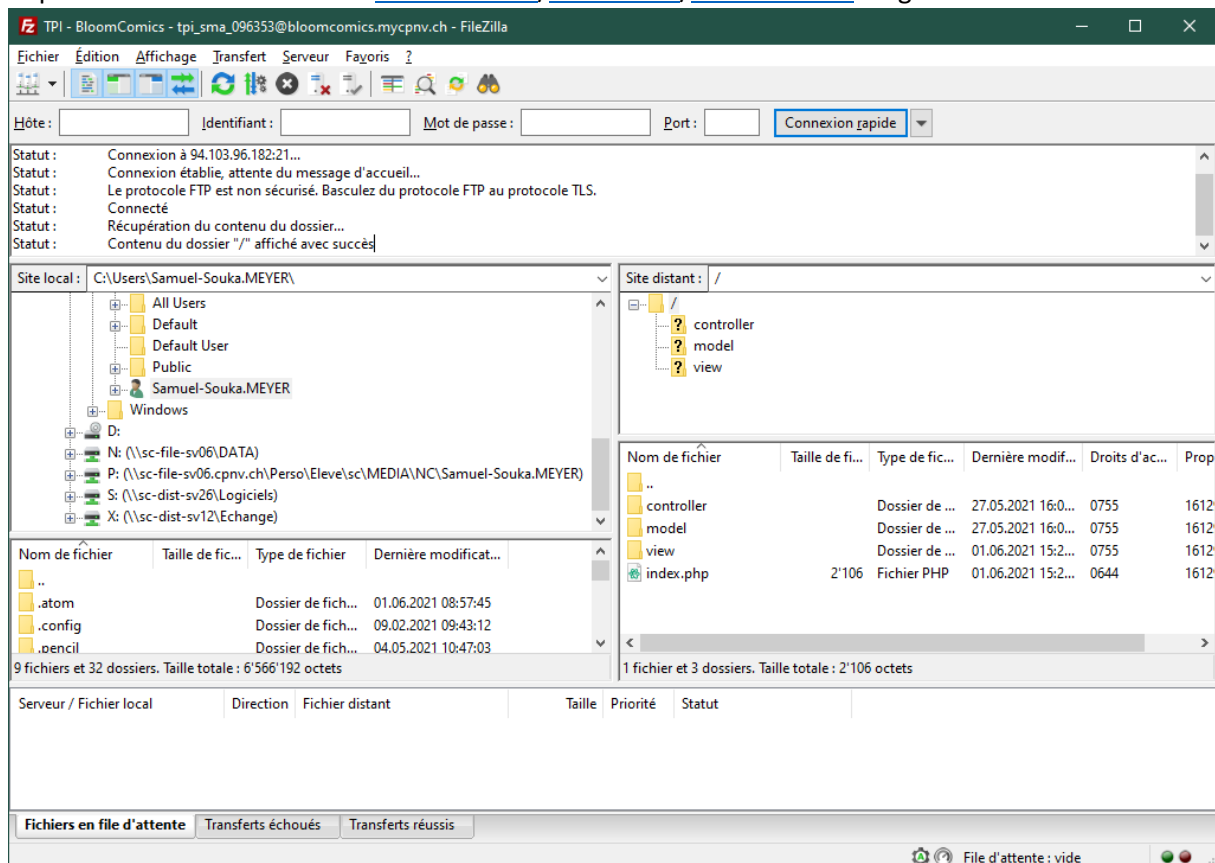 TPI - BloomComics - tpi_sma_096353@bloomcomics.mycpnv.ch - FileZilla
Fichier Édition Affichage Transfert Serveur Favoris ?
Hôte : Identifiant : Mot de passe : Port : Connexion rapide
Statut : Connexion à 94.103.96.182:21...
Statut : Connexion établie, attente du message d'accueil...
Statut : Le protocole FTP est non sécurisé. Basculez du protocole FTP au protocole TLS.
Statut : Connecté
Statut : Récupération du contenu du dossier...
Statut : Contenu du dossier "/" affiché avec succès
Site local : C:\Users\Samuel-Souka.MEYER\
All Users
Default
Default User
Public
Samuel-Souka.MEYER
Windows
D:
N: (\\sc-file-sv06\DATA)
P: (\\sc-file-sv06.cpnv.ch\Perso\Eleve\sc\MEDIA\NC\Samuel-Souka.MEYER)
S: (\\sc-dist-sv26\Logiciels)
X: (\\sc-dist-sv12\Echange)
Nom de fichier Taille de fic... Type de fichier Dernière modificat...
..
.atom Dossier de fich... 01.06.2021 08:57:45
.config Dossier de fich... 09.02.2021 09:43:12
.pencil Dossier de fich... 04.05.2021 10:47:03
9 fichiers et 32 dossiers. Taille totale : 6'566'192 octets
Site distant : /
/
? controller
? model
? view
Nom de fichier Taille de fi... Type de fic... Dernière modif... Droits d'ac... Prop
..
controller Dossier de ... 27.05.2021 16:0... 0755 1612
model Dossier de ... 27.05.2021 16:0... 0755 1612
view Dossier de ... 01.06.2021 15:2... 0755 1612
index.php 2'106 Fichier PHP 01.06.2021 15:2... 0644 1612
1 fichier et 3 dossiers. Taille totale : 2'106 octets
Serveur / Fichier local Direction Fichier distant Taille Priorité Statut
Fichiers en file d'attente Transferts échoués Transferts réussis
File d'attente : vide